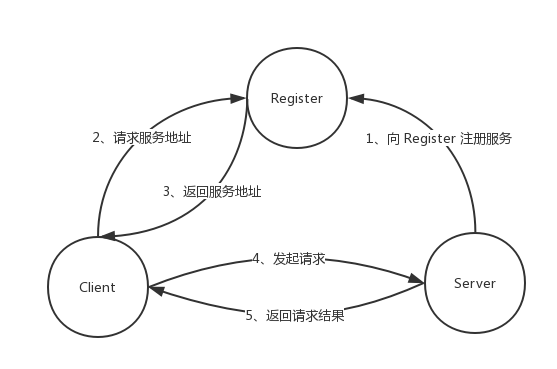 Register
2、请求服务地址
1、向 Register 注册服务
3、返回服务地址
4、发起请求
Client
Server
5、返回请求结果